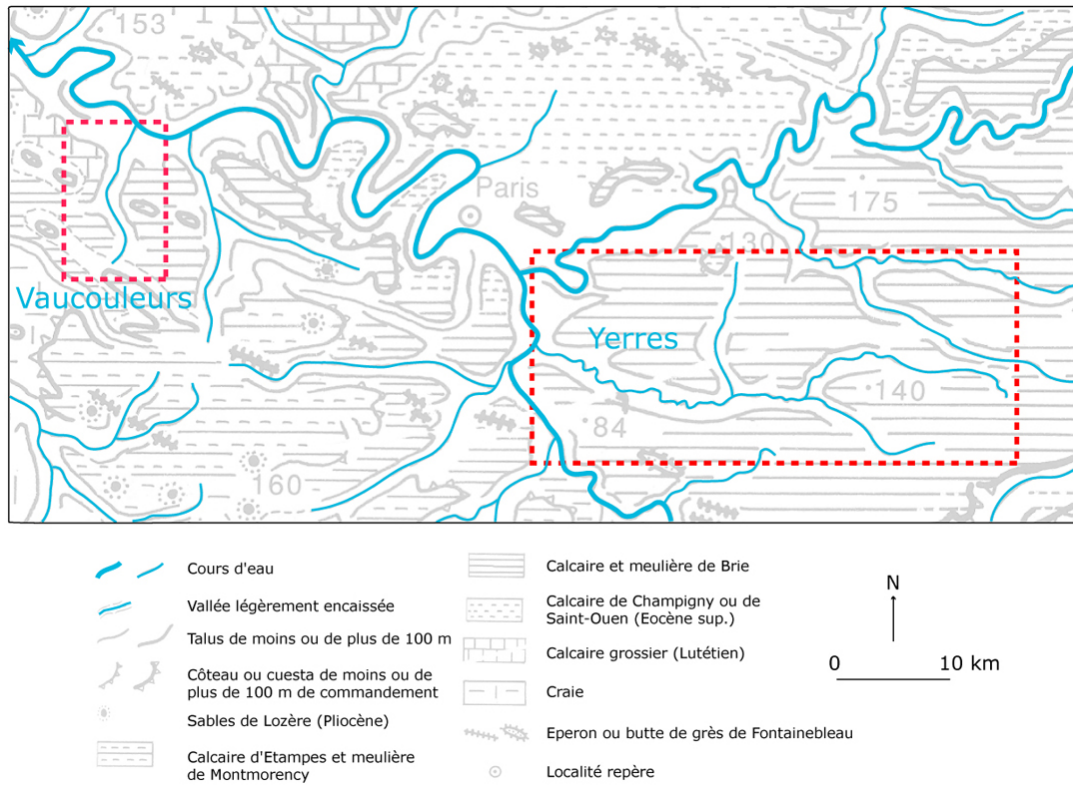 153
Paris
175
130
Vaucouleurs
Yerres
140
84
160
Cours d'eau
Vallée légèrement encaissée
Talus de moins ou de plus de 100 m
Côteau ou cuesta de moins ou de
plus de 100 m de commandement
Sables de Lozère (Pliocène)
Calcaire d'Etampes et meulière
de Montmorency
Calcaire et meulière de Brie
Calcaire de Champigny ou de
Saint-Ouen (Eocène sup.)
Calcaire grossier (Lutétien)
Craie
Eperon ou butte de grès de Fontainebleau
Localité repère
N
0 10 km